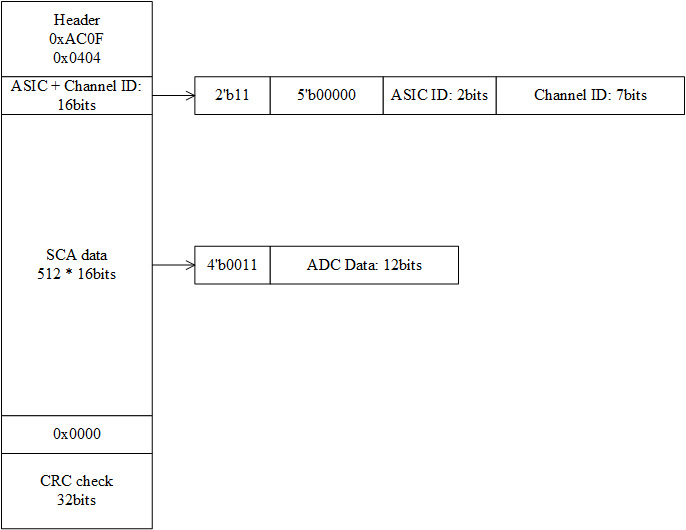 Header
0xAC0F
0x0404
ASIC + Channel ID:
16bits
2'b11
5'b00000
ASIC ID: 2bits
Channel ID: 7bits
SCA data
512 * 16bits
4'b0011
ADC Data: 12bits
0x0000
CRC check
32bits